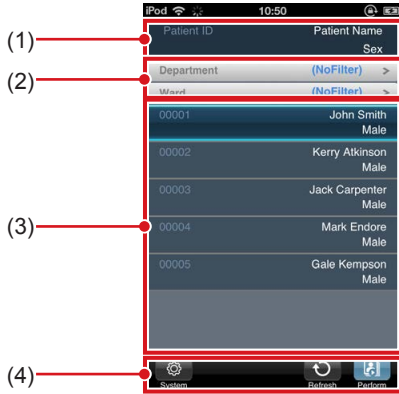 iPod 10:50
(1) Patient ID Patient Name
Sex
(2) Department (NoFilter) >
Ward (NoFilter) >
00001 John Smith
Male
00002 Kerry Atkinson
Male
00003 Jack Carpenter
Male
(3) 00004 Mark Endore
Male
00005 Gale Kempson
Male
(4) System Refresh Perform